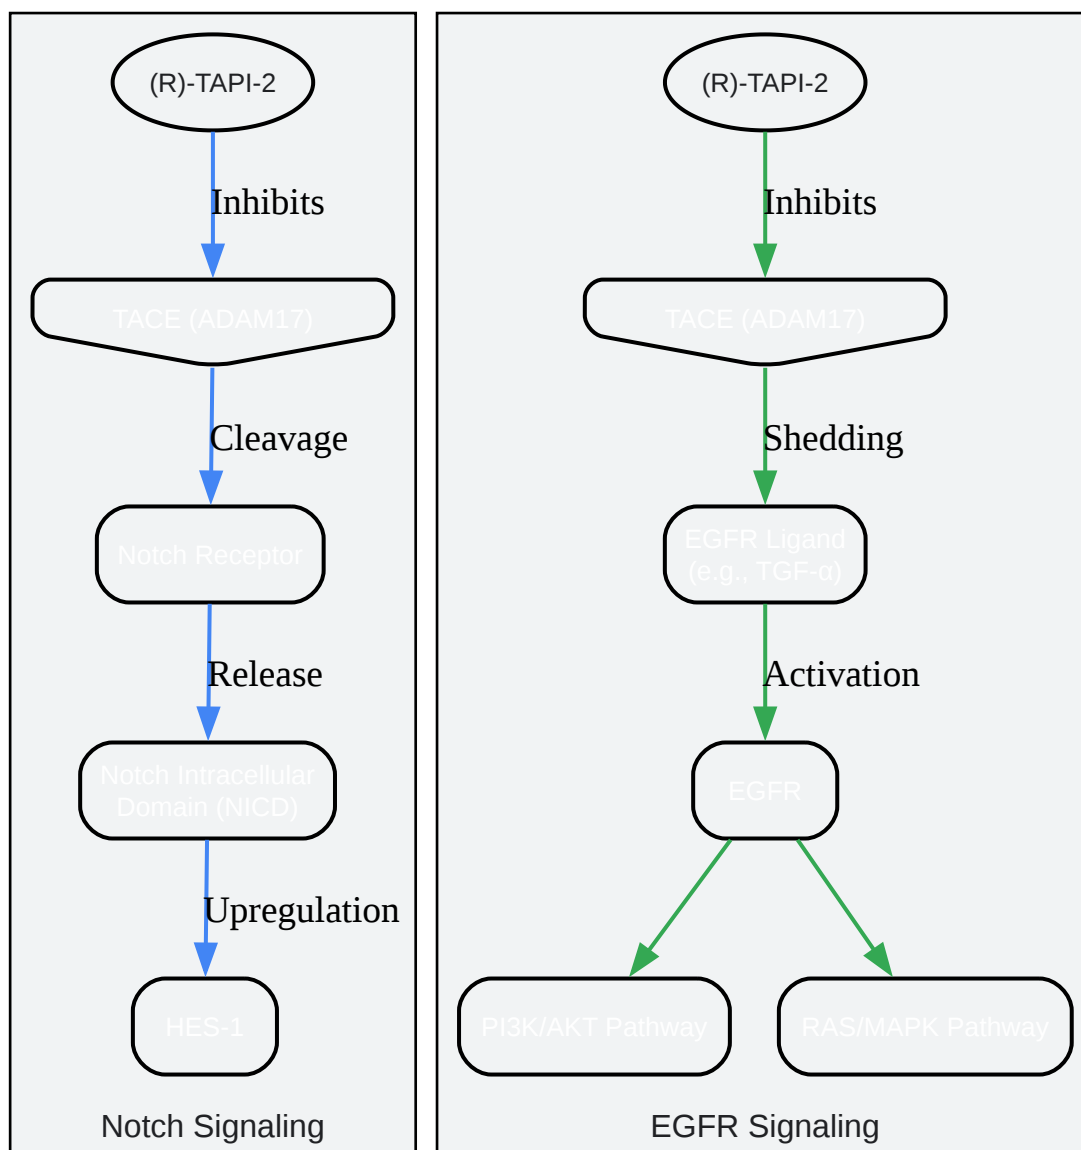 (R)-TAPI-2
Inhibits
TACE (ADAM17)
Cleavage
Notch Receptor
Release
Notch Intracellular
Domain (NICD)
Upregulation
HES-1
Notch Signaling
(R)-TAPI-2
Inhibits
TACE (ADAM17)
Shedding
EGFR Ligand
(e.g., TGF-α)
Activation
EGFR
PI3K/AKT Pathway
RAS/MAPK Pathway
EGFR Signaling